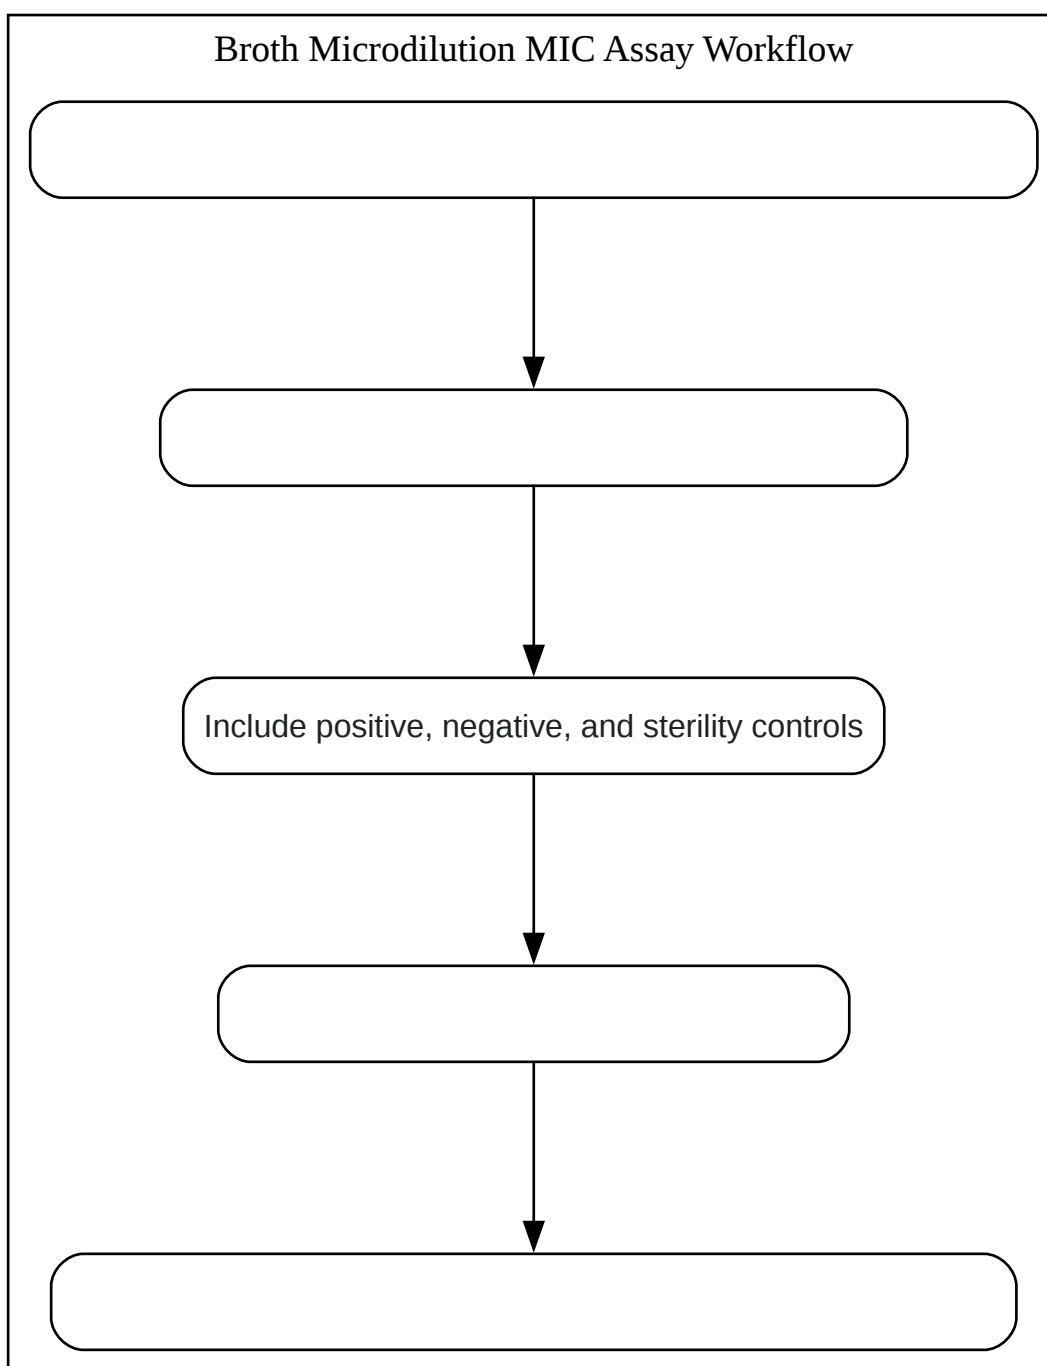 Broth Microdilution MIC Assay Workflow
Include positive, negative, and sterility controls